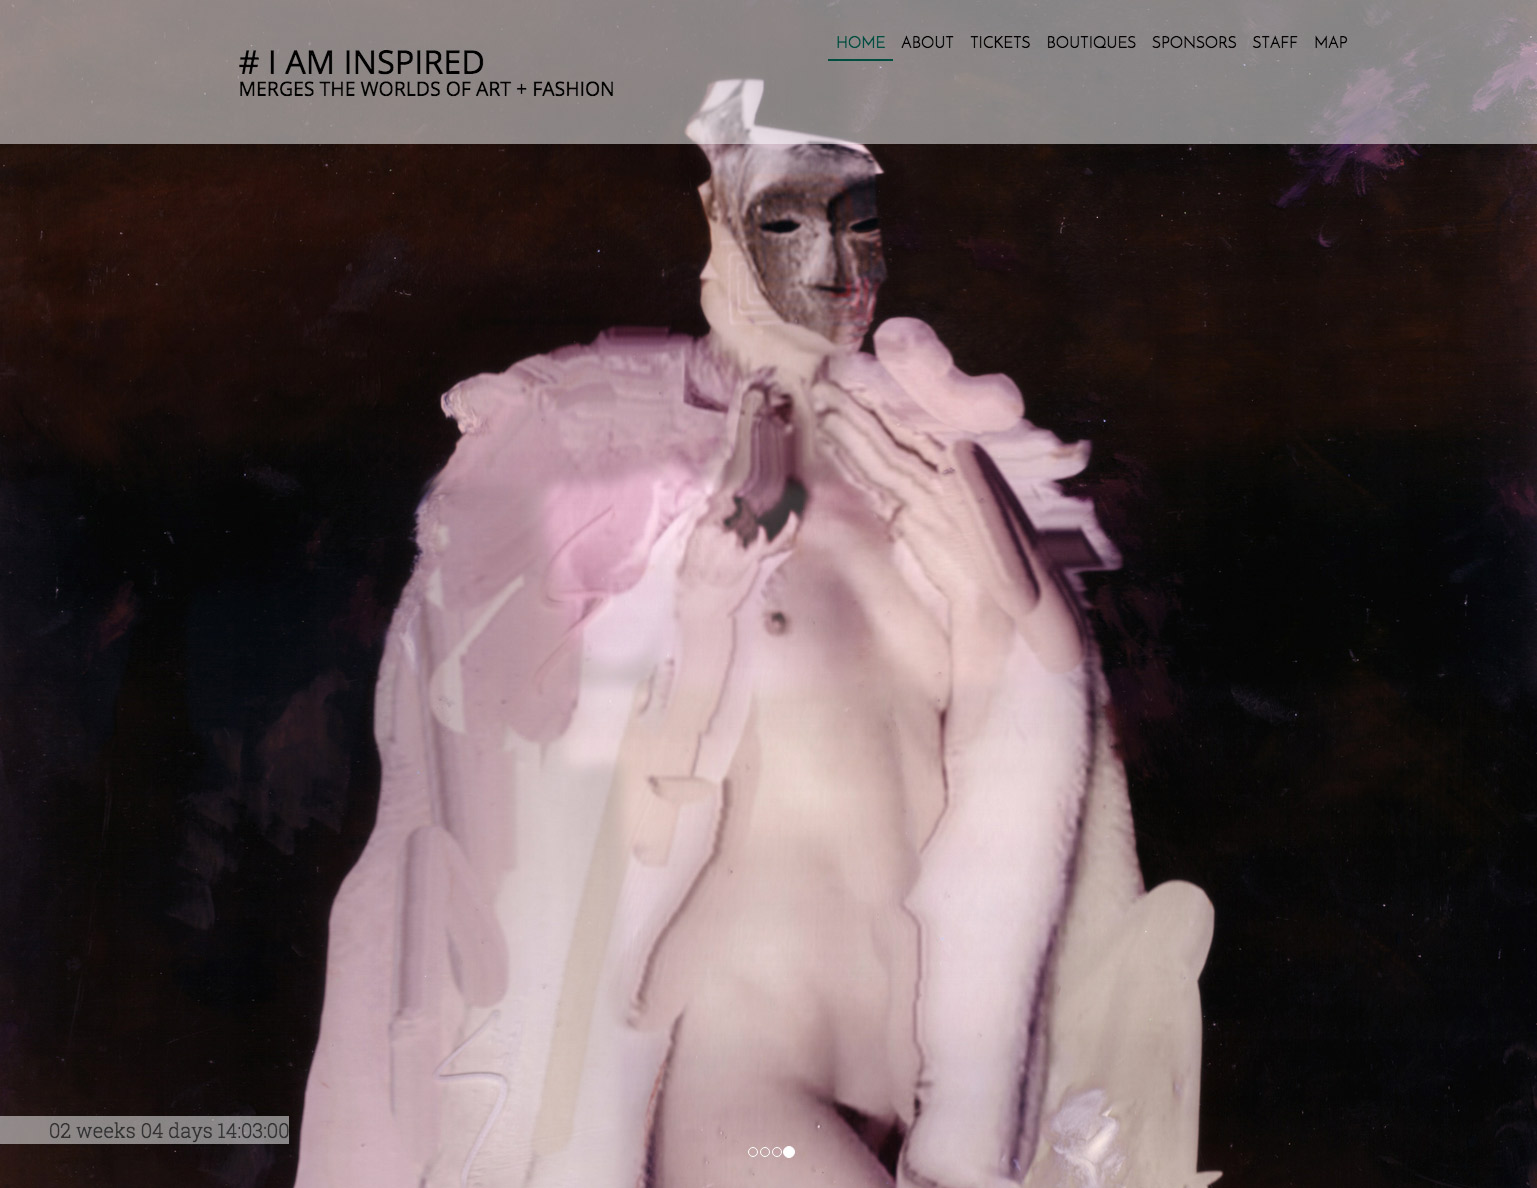 # I AM INSPIRED
MERGES THE WORLDS OF ART + FASHION
HOME ABOUT TICKETS BOUTIQUES SPONSORS STAFF MAP
02 weeks 04 days 14:03:00